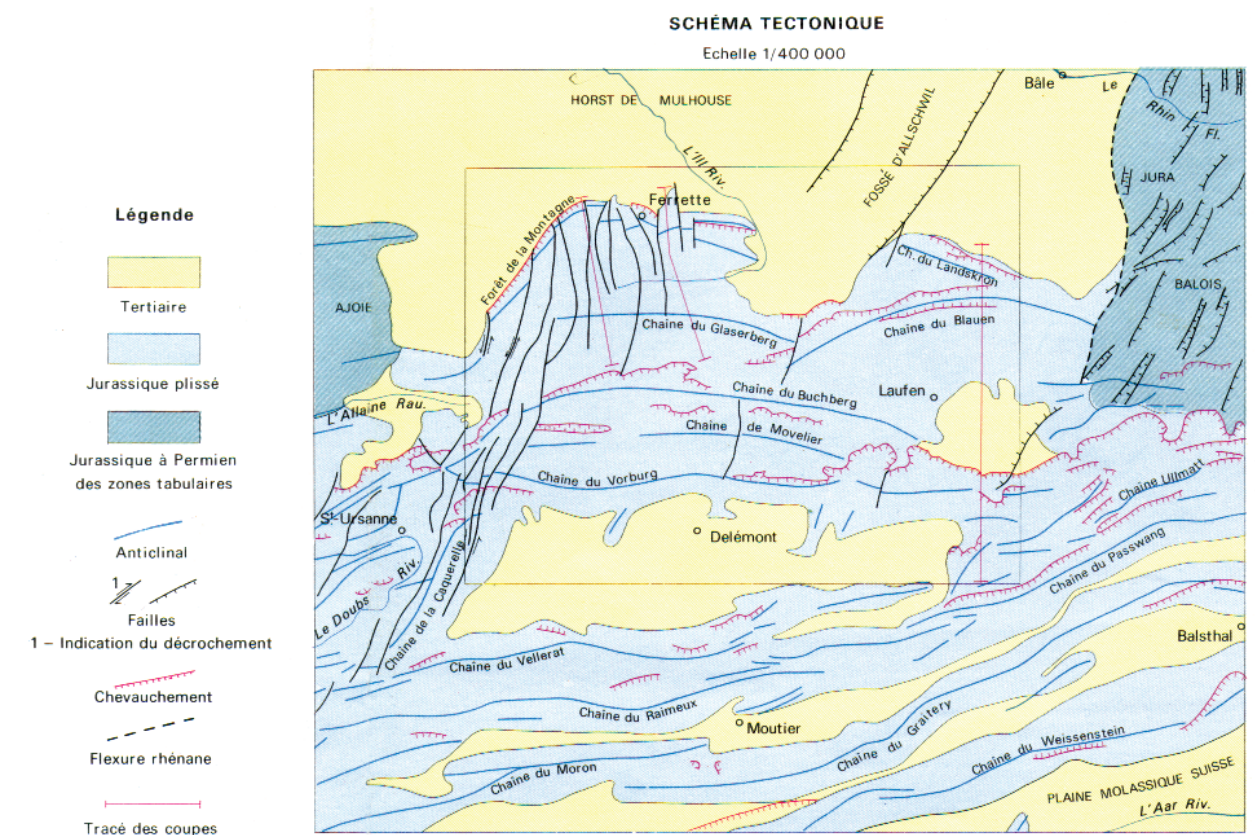 SCHÉMA TECTONIQUE
Echelle 1/400 000
Légende
Tertiaire
Jurassique plissé
Jurassique à Permien
des zones tabulaires
Anticlinal
1
Failles
1 – Indication du décrochement
Chevauchement
Flexure rhénane
Tracé des coupes
HORST DE MULHOUSE
L'Ill Riv.
FOSSÉ D'ALLSCHWIL
Bâle
Le
Rhin
Fl.
JURA
BALOIS
Ferrette
Forêt de la Montagne
Ch. du Landskron
AJOIE
Chaîne du Glaserberg
Chaîne du Blauen
L'Allaine Rau.
Chaîne du Buchberg
Laufen
Chaîne de Movelier
Chaîne du Vorburg
Chaîne Ullmatt
St-Ursanne
Delémont
Chaîne du Passwang
Le Doubs Riv.
Chaîne de la Caquerelle
Balsthal
Chaîne du Vellerat
Chaîne du Raimeux
Moutier
Chaîne du Graitery
Chaîne du Weissenstein
Chaîne du Moron
PLAINE MOLASSIQUE SUISSE
L'Aar Riv.